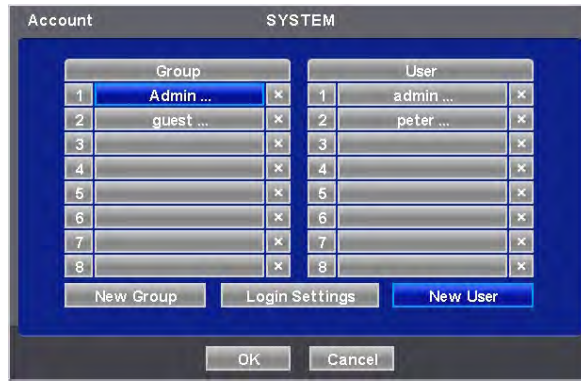 Account SYSTEM
Group User
1 Admin ... × 1 admin ... ×
2 guest ... × 2 peter ... ×
3 × 3 ×
4 × 4 ×
5 × 5 ×
6 × 6 ×
7 × 7 ×
8 × 8 ×
New Group Login Settings New User
OK Cancel